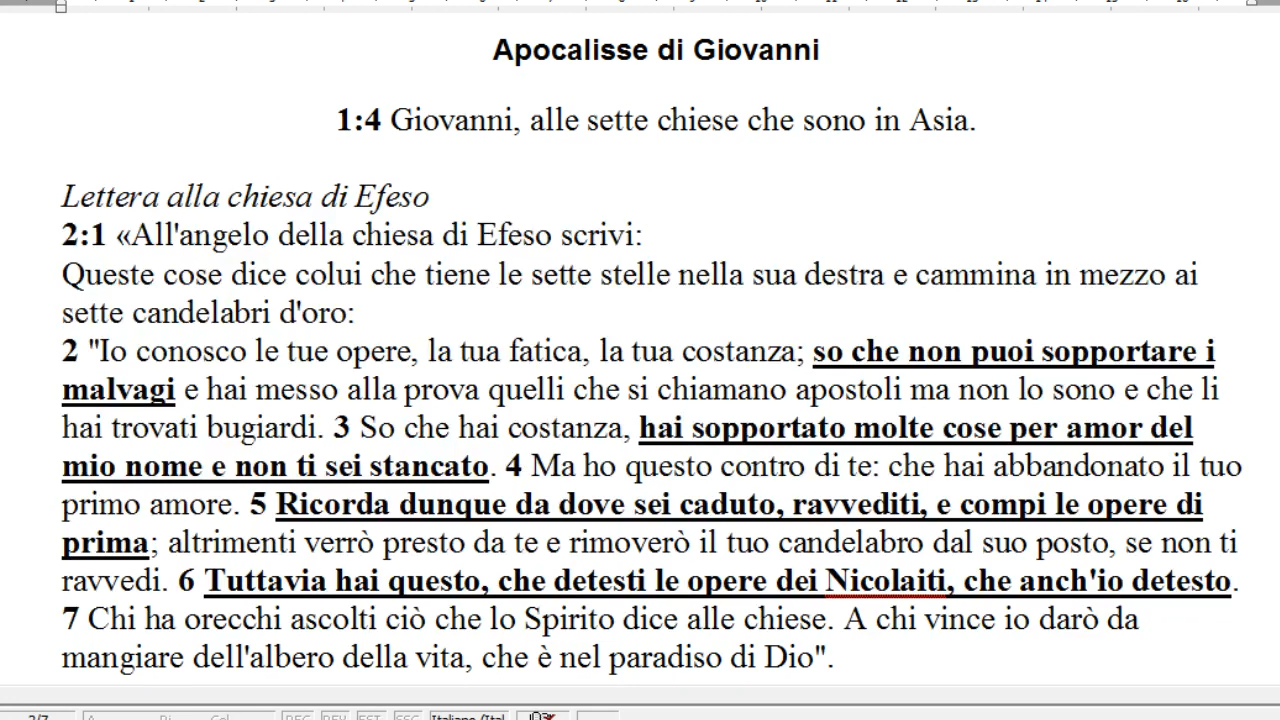 Apocalisse di Giovanni
1:4 Giovanni, alle sette chiese che sono in Asia.
Lettera alla chiesa di Efeso
2:1 «All'angelo della chiesa di Efeso scrivi:
Queste cose dice colui che tiene le sette stelle nella sua destra e cammina in mezzo ai
sette candelabri d'oro:
2 "Io conosco le tue opere, la tua fatica, la tua costanza; so che non puoi sopportare i
malvagi e hai messo alla prova quelli che si chiamano apostoli ma non lo sono e che li
hai trovati bugiardi. 3 So che hai costanza, hai sopportato molte cose per amor del
mio nome e non ti sei stancato. 4 Ma ho questo contro di te: che hai abbandonato il tuo
primo amore. 5 Ricorda dunque da dove sei caduto, ravvediti, e compi le opere di
prima; altrimenti verrò presto da te e rimoverò il tuo candelabro dal suo posto, se non ti
ravvedi. 6 Tuttavia hai questo, che detesti le opere dei Nicolaiti, che anch'io detesto.
7 Chi ha orecchi ascolti ciò che lo Spirito dice alle chiese. A chi vince io darò da
mangiare dell'albero della vita, che è nel paradiso di Dio".